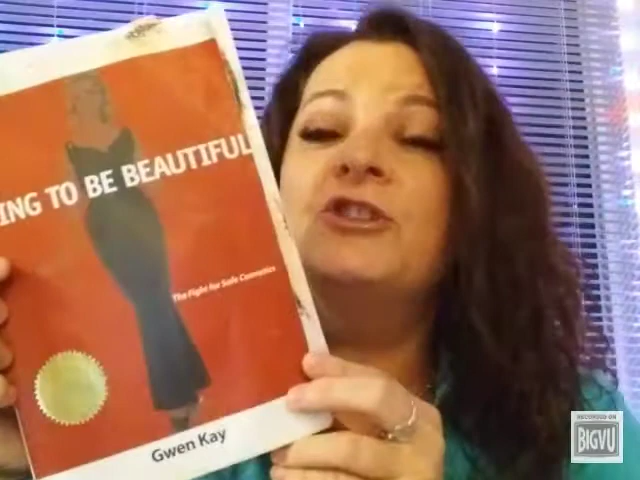 ING TO BE BEAUTIFUL
The Fight for Safe Cosmetics
Gwen Kay
RECORDED ON
BIGVU